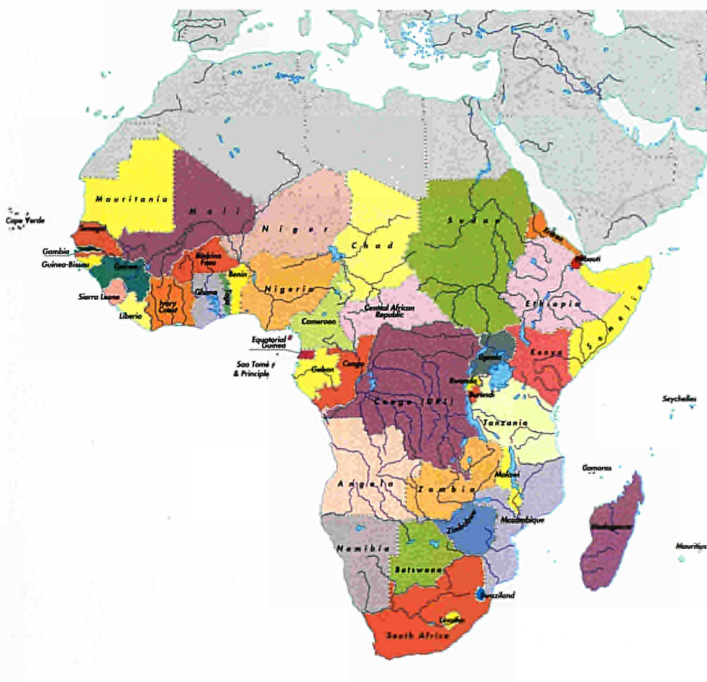 Mauritania
Mali
Niger
Chad
Sudan
Eritrea
Cape Verde
Senegal
Gambia
Guinea-Bissau
Guinea
Burkina
Faso
Djibouti
Benin
Nigeria
Ghana
Togo
Ethiopia
Somalia
Sierra Leone
Ivory
Coast
Liberia
Central African
Republic
Cameroon
Equatorial
Guinea
Uganda
Kenya
Sao Tomé
& Principle
Gabon
Congo
Rwanda
Burundi
Congo (DR)
Seychelles
Tanzania
Comoros
Angola
Zambia
Malawi
Mozambique
Zimbabwe
Madagascar
Namibia
Mauritius
Botswana
Swaziland
Lesotho
South Africa